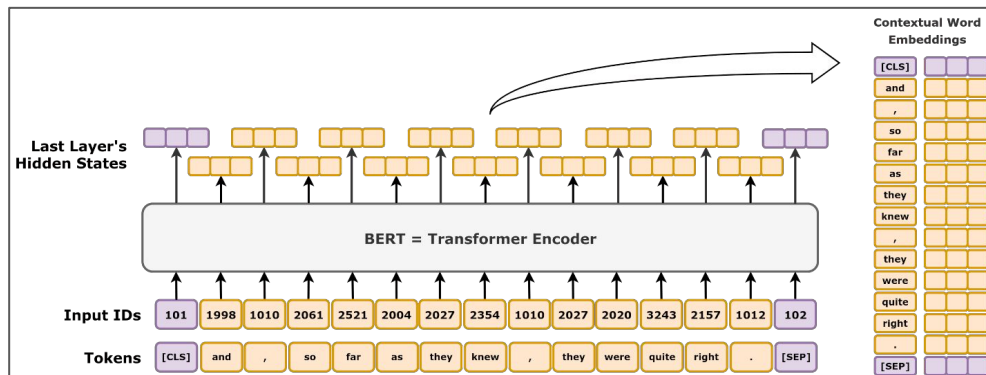 Contextual Word
Embeddings
[CLS]
and
,
so
far
as
they
knew
,
they
were
quite
right
.
[SEP]
Last Layer's
Hidden States
BERT = Transformer Encoder
Input IDs 101 1998 1010 2061 2521 2004 2027 2354 1010 2027 2020 3243 2157 1012 102
Tokens [CLS] and , so far as they knew , they were quite right . [SEP]